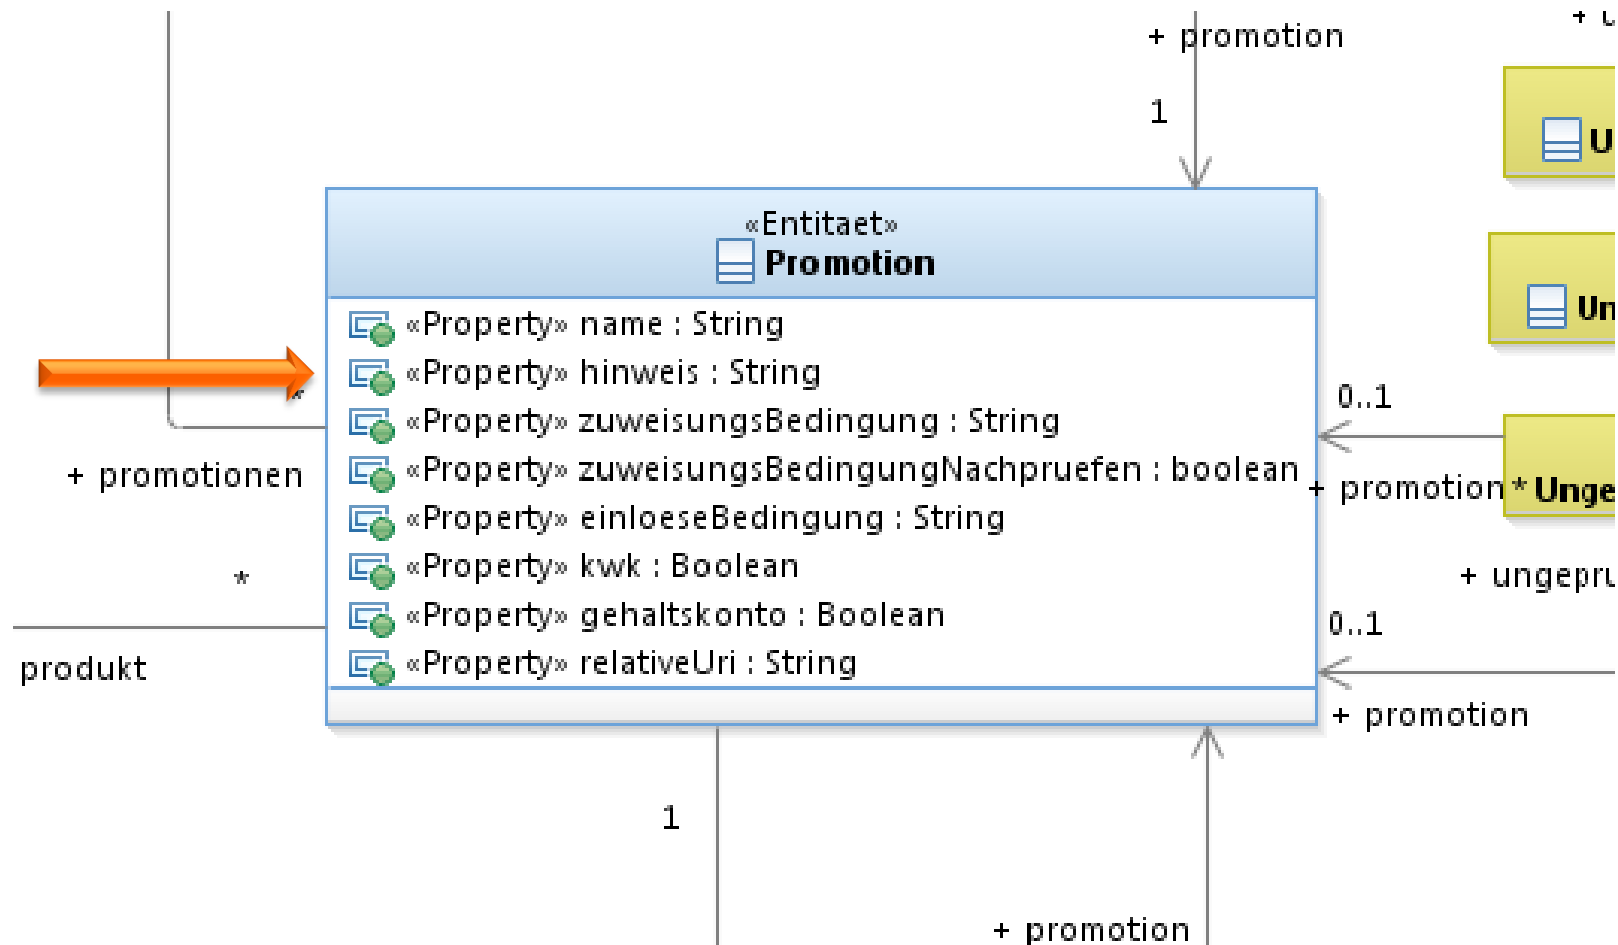 + promotion
1
«Entitaet»
Promotion
«Property» name : String
«Property» hinweis : String
«Property» zuweisungsBedingung : String
«Property» zuweisungsBedingungNachpruefen : boolean
«Property» einloeseBedingung : String
«Property» kwk : Boolean
«Property» gehaltskonto : Boolean
«Property» relativeUri : String
*
+ promotionen
*
produkt
0..1
+ promotion
*
0..1
+ promotion
1
+ promotion